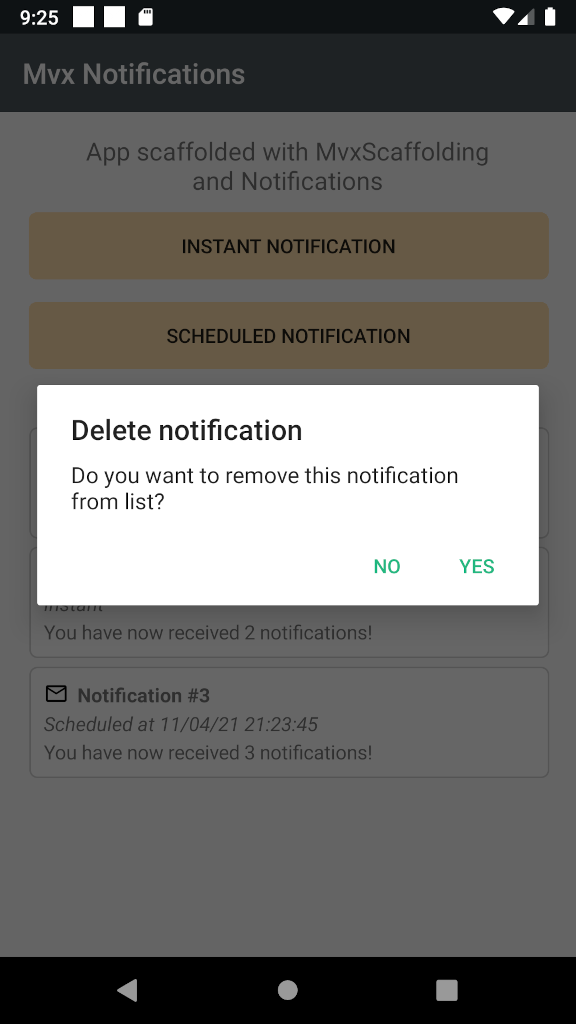 9:25
Mvx Notifications
App scaffolded with MvxScaffolding
and Notifications
INSTANT NOTIFICATION
SCHEDULED NOTIFICATION
Delete notification
Do you want to remove this notification
from list?
NO YES
Instant
You have now received 2 notifications!
Notification #3
Scheduled at 11/04/21 21:23:45
You have now received 3 notifications!